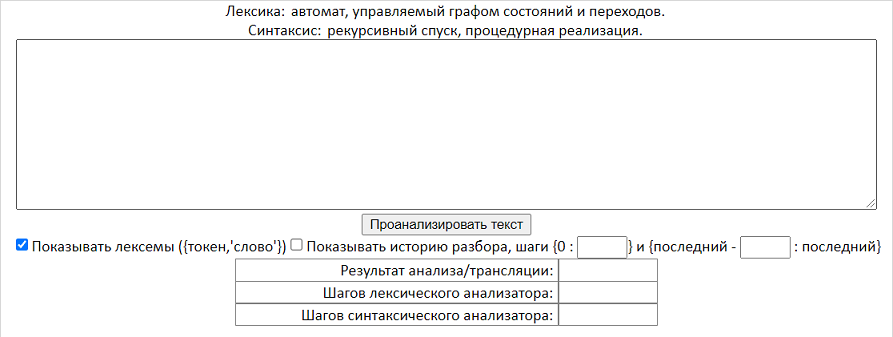 Лексика: автомат, управляемый графом состояний и переходов.
Синтаксис: рекурсивный спуск, процедурная реализация.
Проанализировать текст
Показывать лексемы ({токен,'слово'}) Показывать историю разбора, шаги {0 : } и {последний - : последний}
Результат анализа/трансляции:
Шагов лексического анализатора:
Шагов синтаксического анализатора: